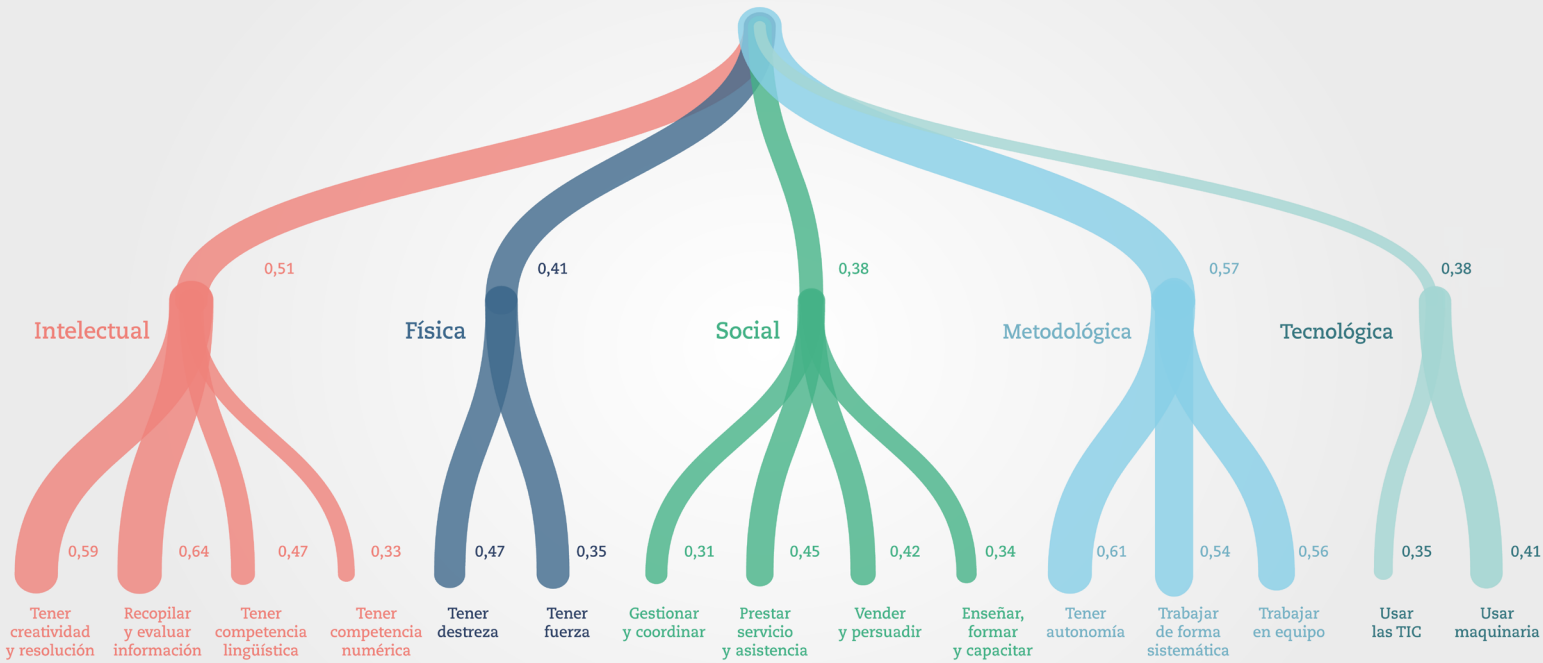 0,51
0,41
0,38
0,57
0,38
Intelectual
Física
Social
Metodológica
Tecnológica
0,59
0,64
0,47
0,33
0,47
0,35
0,31
0,45
0,42
0,34
0,61
0,54
0,56
0,35
0,41
Tener
creatividad
y resolución
Recopilar
y evaluar
información
Tener
competencia
lingüística
Tener
competencia
numérica
Tener
destreza
Tener
fuerza
Gestionar
y coordinar
Prestar
servicio
y asistencia
Vender
y persuadir
Enseñar,
formar
y capacitar
Tener
autonomía
Trabajar
de forma
sistemática
Trabajar
en equipo
Usar
las TIC
Usar
maquinaria